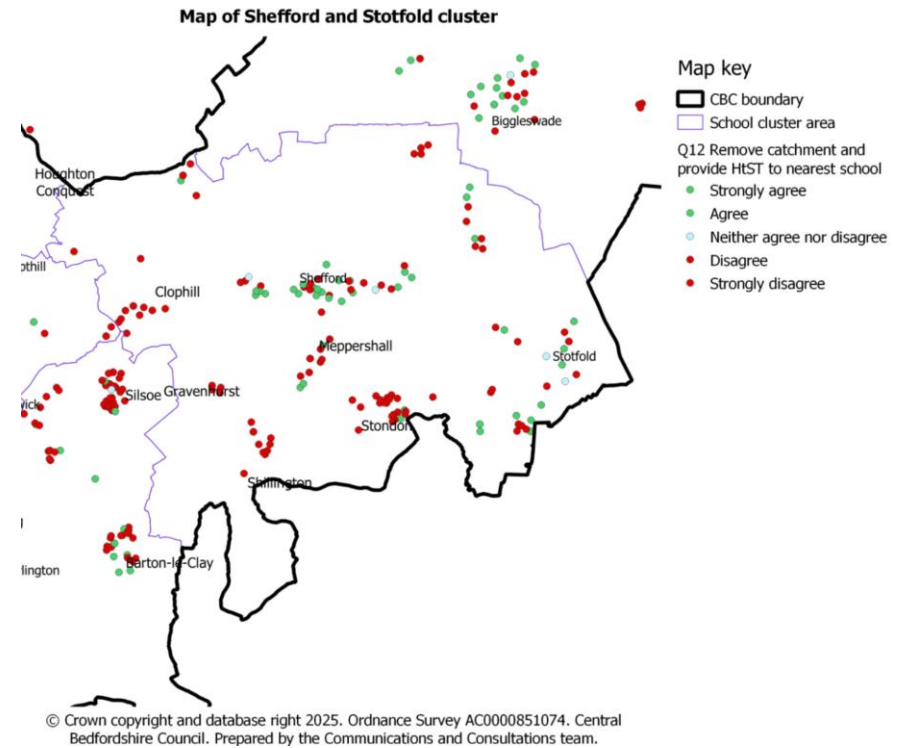 Map of Shefford and Stotfold cluster
Map key
CBC boundary
School cluster area
Q12 Remove catchment and
provide HtST to nearest school
Strongly agree
Agree
Neither agree nor disagree
Disagree
Strongly disagree
Biggleswade
Houghton
Conquest
othill
Shefford
Clophill
Meppershall
Stotfold
Silsoe
Gravenhurst
vick
Stondon
Shillington
Barton-le-Clay
lington
© Crown copyright and database right 2025. Ordnance Survey AC0000851074. Central
Bedfordshire Council. Prepared by the Communications and Consultations team.